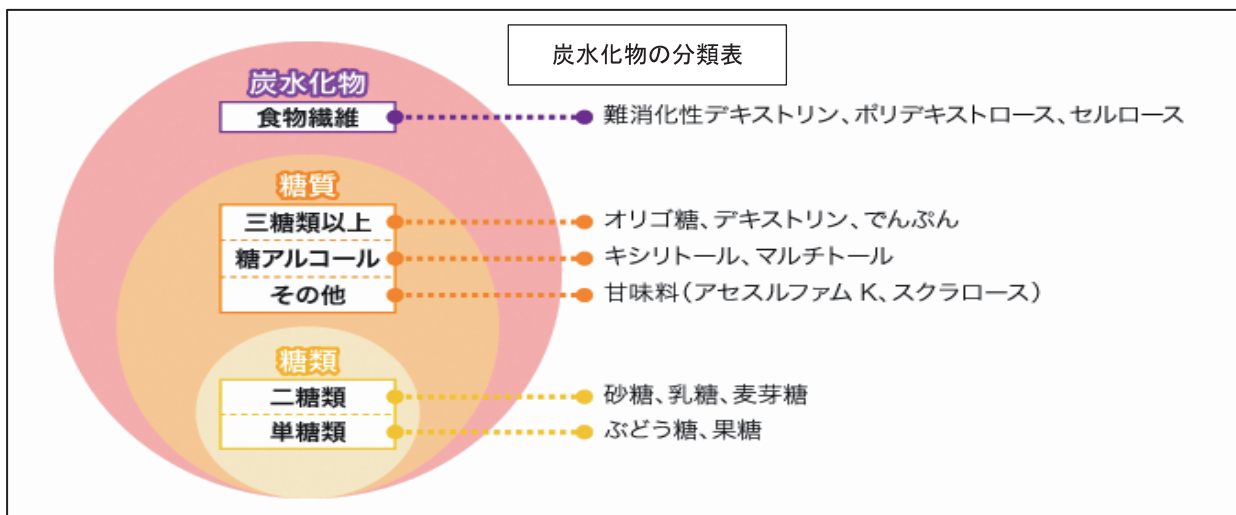 炭水化物の分類表
炭水化物
食物繊維 難消化性デキストリン、ポリデキストロース、セルロース
糖質
三糖類以上 オリゴ糖、デキストリン、でんぷん
糖アルコール キシリトール、マルチトール
その他 甘味料(アセスルファム K、スクラロース)
糖類
二糖類 砂糖、乳糖、麦芽糖
単糖類 ぶどう糖、果糖